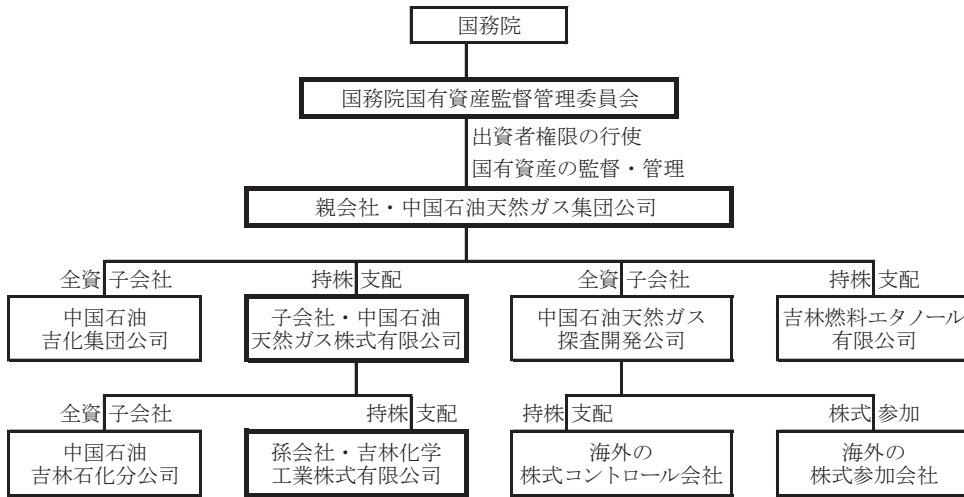 国務院
国務院国有資産監督管理委員会
出資者権限の行使
国有資産の監督・管理
親会社・中国石油天然ガス集団公司
全資 子会社
持株 支配
全資 子会社
持株 支配
中国石油
吉化集団公司
子会社・中国石油
天然ガス株式有限公司
中国石油天然ガス
探査開発公司
吉林燃料エタノール
有限公司
全資 子会社
持株 支配
持株 支配
株式 参加
中国石油
吉林石化分公司
孫会社・吉林化学
工業株式有限公司
海外の
株式コントロール会社
海外の
株式参加会社